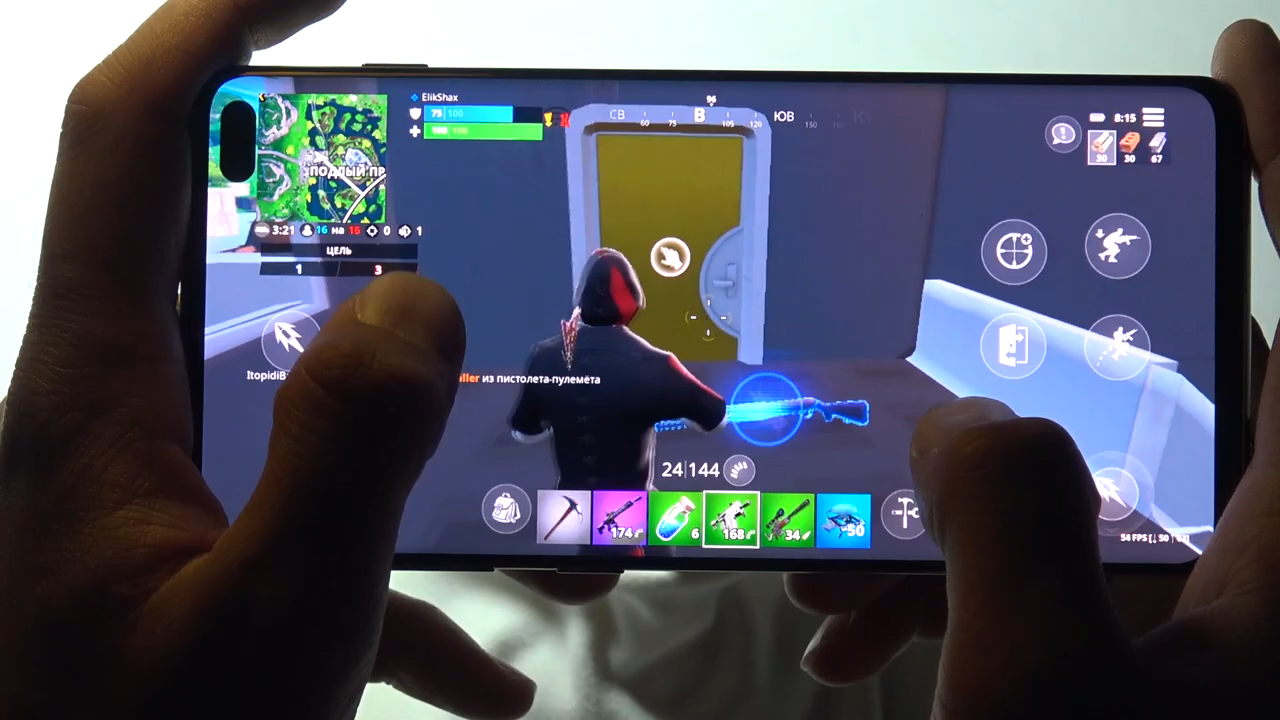 ElikShax
75|100
100 100
96
СВ 60 75 В 105 120 ЮВ 150
8:15
30 30 67
ПОДЛЫЙ ПР
3:21 16 на 16 0 1
ЦЕЛЬ
1 3
ItopidiB
aller из пистолета-пулемёта
24|144
174 6 168 34 50
54 FPS